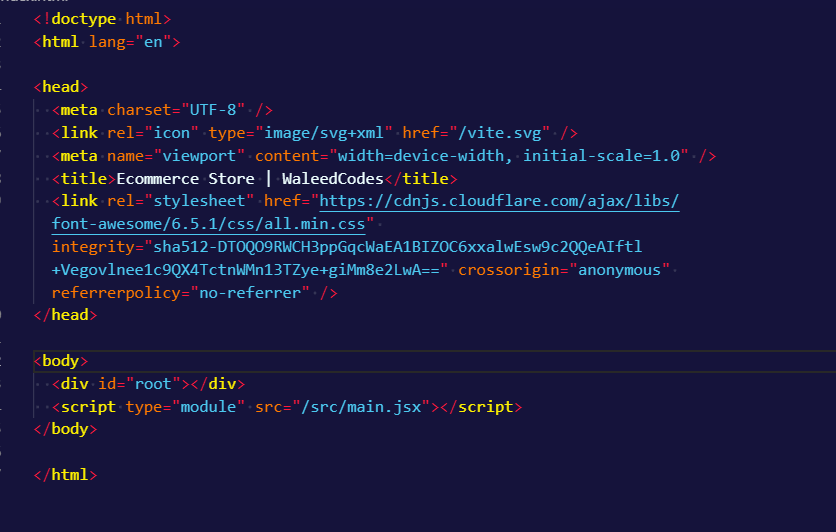 <!doctype html>
<html lang="en">
<head>
<meta charset="UTF-8" />
<link rel="icon" type="image/svg+xml" href="/vite.svg" />
<meta name="viewport" content="width=device-width, initial-scale=1.0" />
<title>Ecommerce Store | WaleedCodes</title>
<link rel="stylesheet" href="https://cdnjs.cloudflare.com/ajax/libs/
font-awesome/6.5.1/css/all.min.css"
integrity="sha512-DTOQO9RWCH3ppGqcWaEA1BIZOC6xxalwEsw9c2QQeAIftl
+Vegovlnee1c9QX4TctnWMn13TZye+giMm8e2LwA==" crossorigin="anonymous"
referrerpolicy="no-referrer" />
</head>
<body>
<div id="root"></div>
<script type="module" src="/src/main.jsx"></script>
</body>
</html>